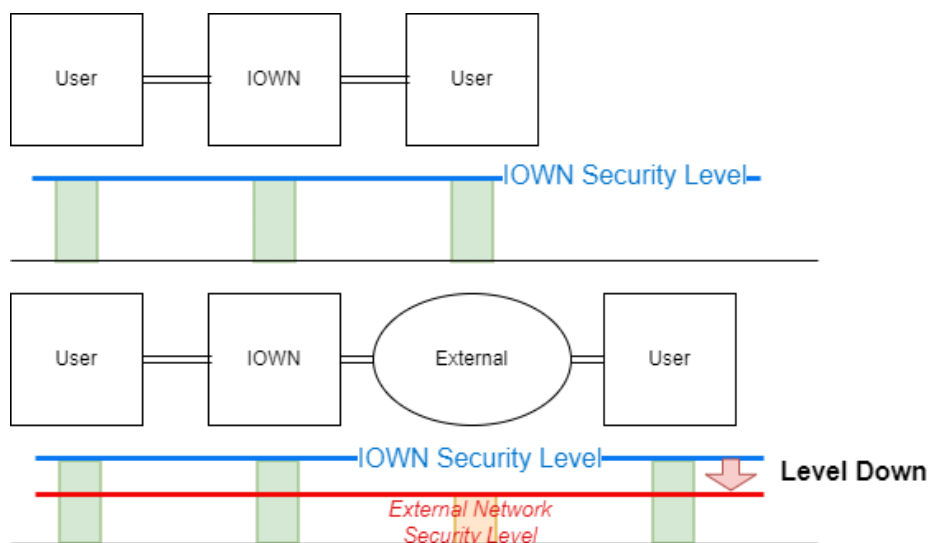 User
IOWN
User
IOWN Security Level
User
IOWN
External
User
IOWN Security Level
Level Down
External Network
Security Level